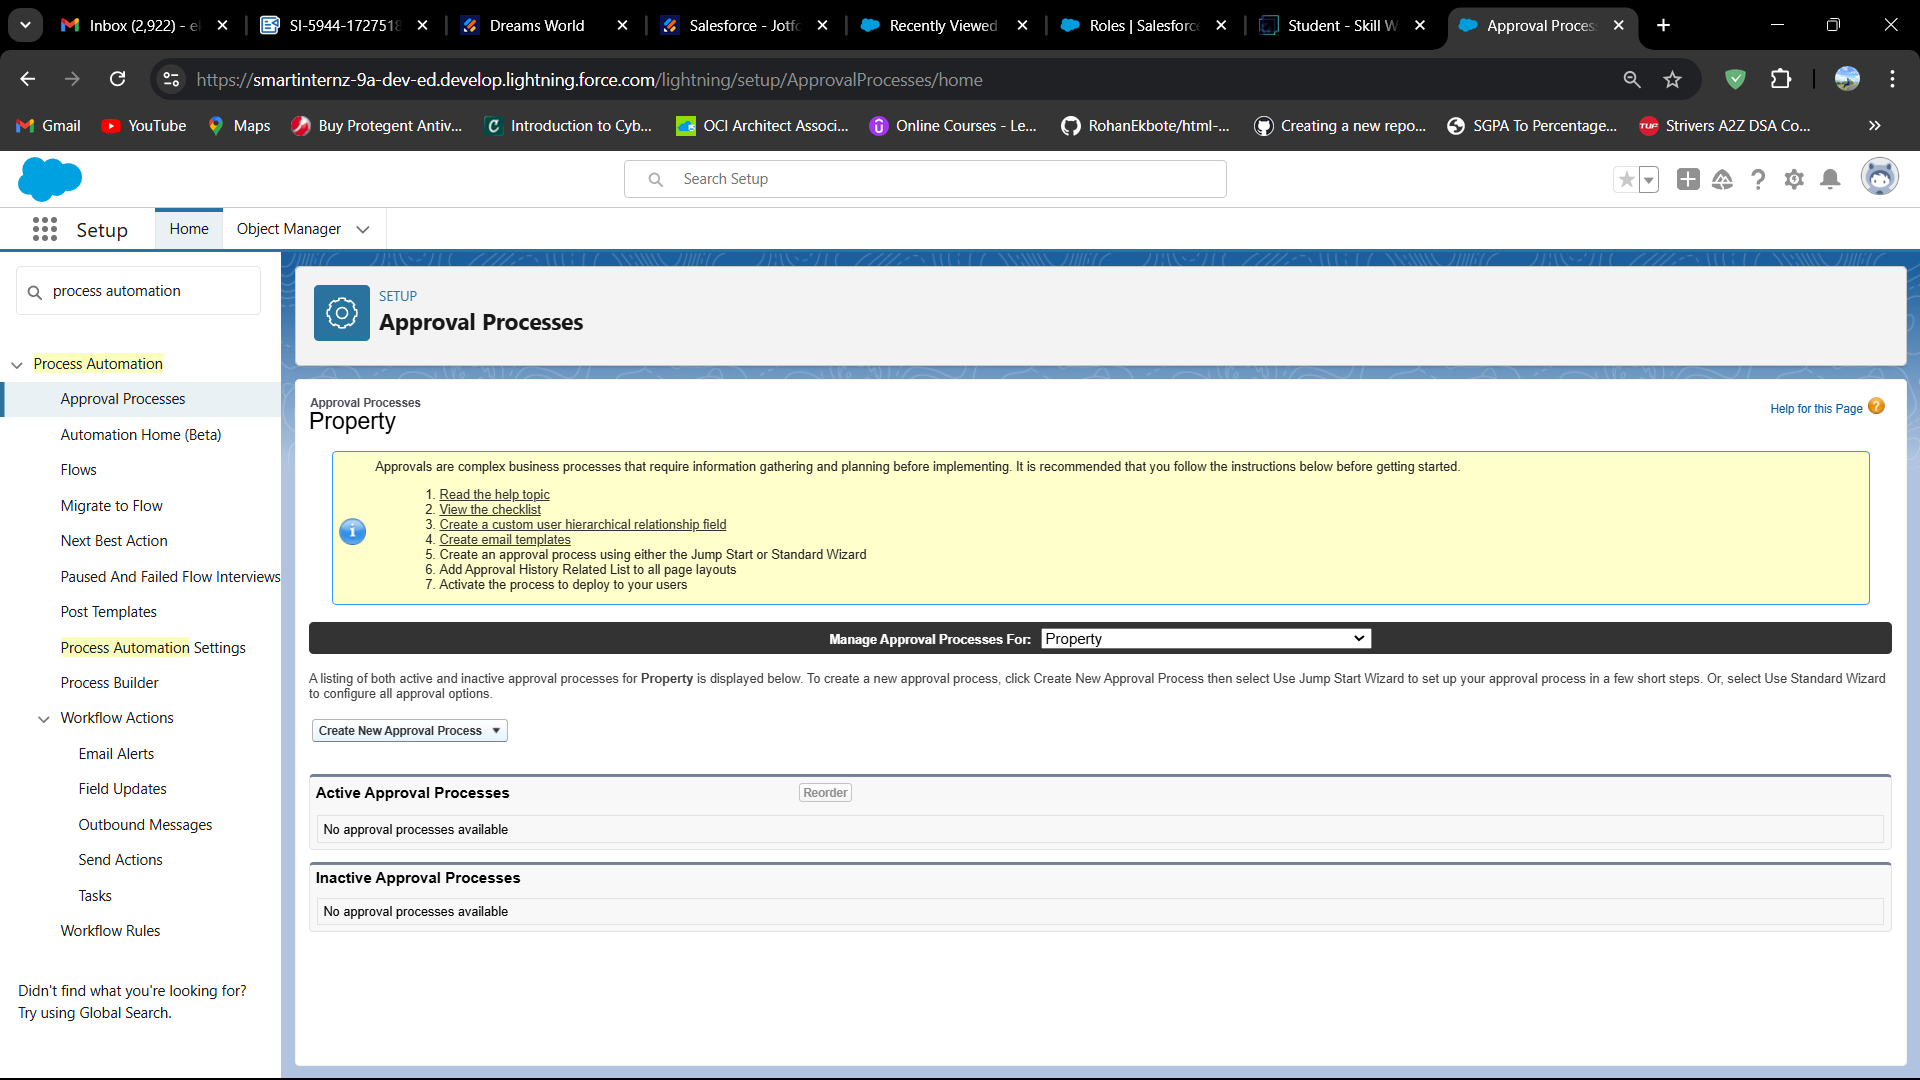 Inbox (2,922) - el
SI-5944-1727518
Dreams World
Salesforce - Jotfo
Recently Viewed
Roles | Salesforce
Student - Skill W
Approval Process
https://smartinternz-9a-dev-ed.develop.lightning.force.com/lightning/setup/ApprovalProcesses/home
Gmail
YouTube
Maps
Buy Protegent Antiv...
Introduction to Cyb...
OCI Architect Associ...
Online Courses - Le...
RohanEkbote/html-...
Creating a new repo...
SGPA To Percentage...
TUF
Strivers A2Z DSA Co...
Search Setup
Setup
Home
Object Manager
process automation
Process Automation
Approval Processes
Automation Home (Beta)
Flows
Migrate to Flow
Next Best Action
Paused And Failed Flow Interviews
Post Templates
Process Automation Settings
Process Builder
Workflow Actions
Email Alerts
Field Updates
Outbound Messages
Send Actions
Tasks
Workflow Rules
Didn't find what you're looking for?
Try using Global Search.
SETUP
Approval Processes
Approval Processes
Property
Help for this Page
Approvals are complex business processes that require information gathering and planning before implementing. It is recommended that you follow the instructions below before getting started.
1. Read the help topic
2. View the checklist
3. Create a custom user hierarchical relationship field
4. Create email templates
5. Create an approval process using either the Jump Start or Standard Wizard
6. Add Approval History Related List to all page layouts
7. Activate the process to deploy to your users
Manage Approval Processes For: Property
A listing of both active and inactive approval processes for Property is displayed below. To create a new approval process, click Create New Approval Process then select Use Jump Start Wizard to set up your approval process in a few short steps. Or, select Use Standard Wizard
to configure all approval options.
Create New Approval Process
Active Approval Processes
Reorder
No approval processes available
Inactive Approval Processes
No approval processes available